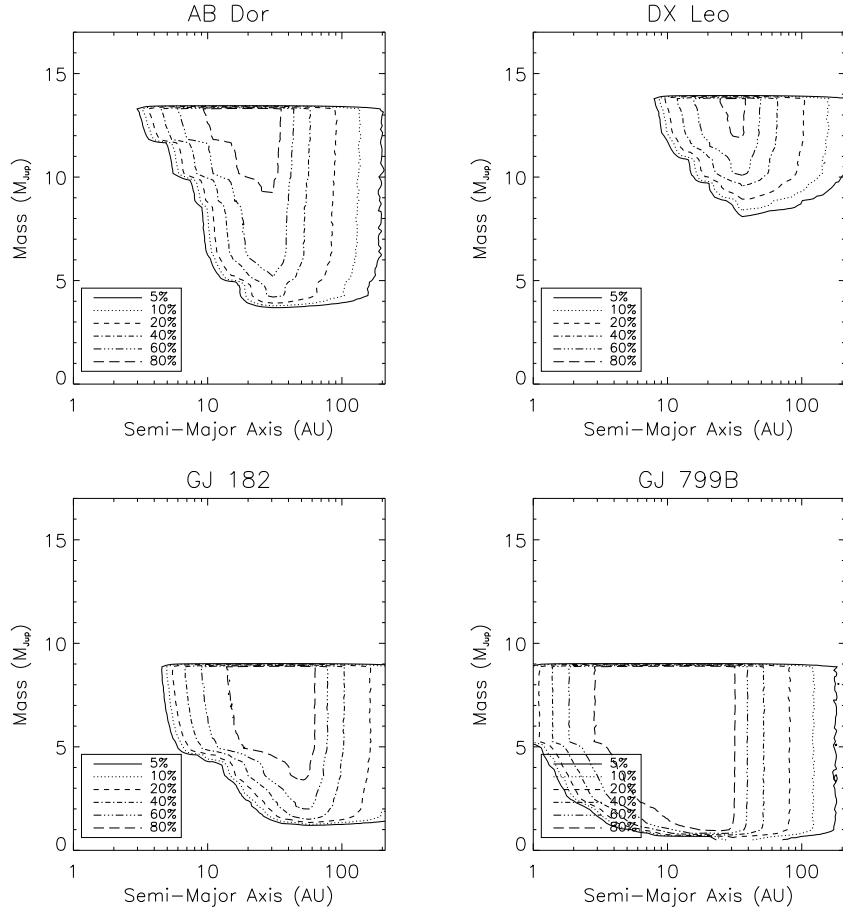 AB Dor
15
10
5
0
Mass (M_Jup)
5%
10%
20%
40%
60%
80%
1 10 100
Semi-Major Axis (AU)
DX Leo
15
10
5
0
Mass (M_Jup)
5%
10%
20%
40%
60%
80%
1 10 100
Semi-Major Axis (AU)
GJ 182
15
10
5
0
Mass (M_Jup)
5%
10%
20%
40%
60%
80%
1 10 100
Semi-Major Axis (AU)
GJ 799B
15
10
5
0
Mass (M_Jup)
5%
10%
20%
40%
60%
80%
1 10 100
Semi-Major Axis (AU)